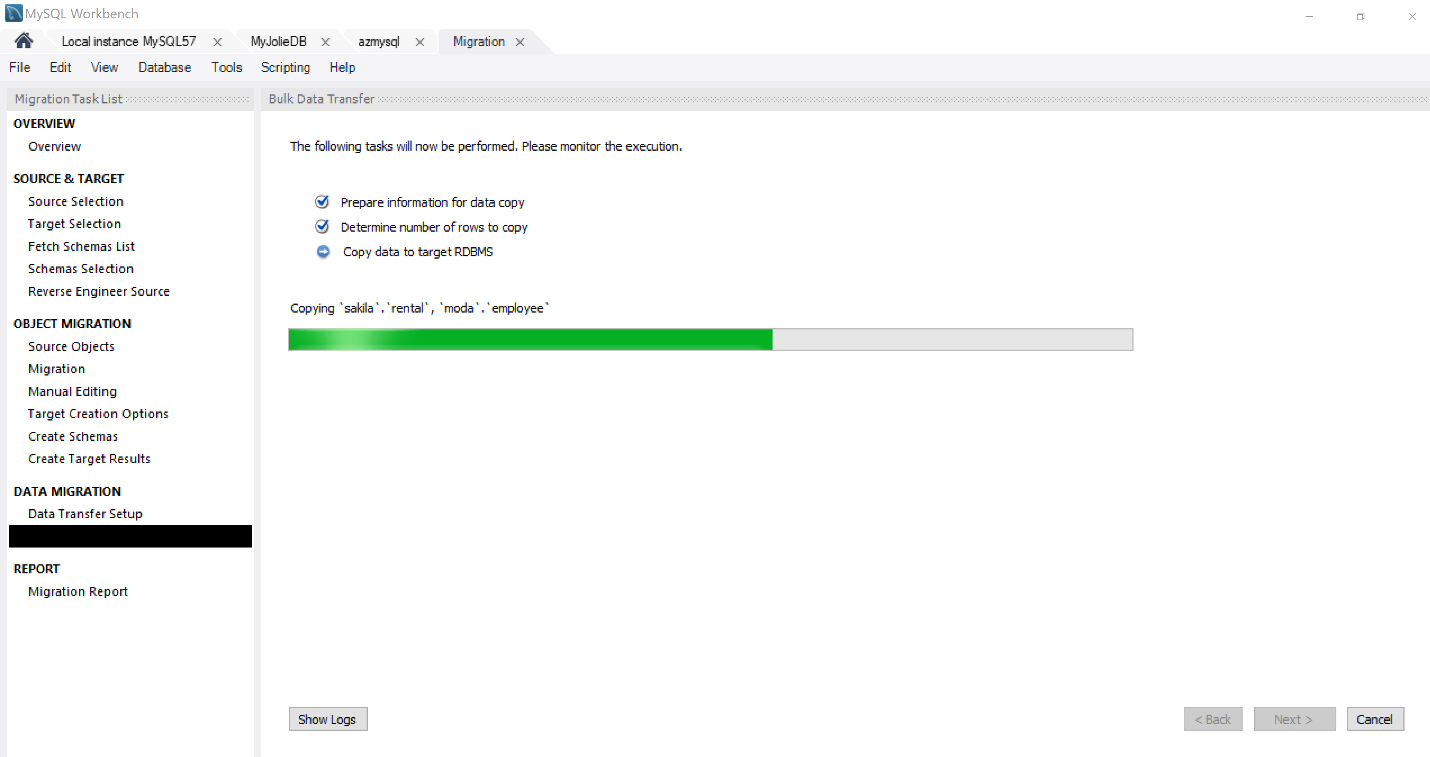 MySQL Workbench
Local instance MySQL57
MyJolieDB
azmysql
Migration
File Edit View Database Tools Scripting Help
Migration Task List
OVERVIEW
Overview
SOURCE & TARGET
Source Selection
Target Selection
Fetch Schemas List
Schemas Selection
Reverse Engineer Source
OBJECT MIGRATION
Source Objects
Migration
Manual Editing
Target Creation Options
Create Schemas
Create Target Results
DATA MIGRATION
Data Transfer Setup
REPORT
Migration Report
Bulk Data Transfer
The following tasks will now be performed. Please monitor the execution.
Prepare information for data copy
Determine number of rows to copy
Copy data to target RDBMS
Copying `sakila`.`rental`, `moda`.`employee`
Show Logs
< Back
Next >
Cancel